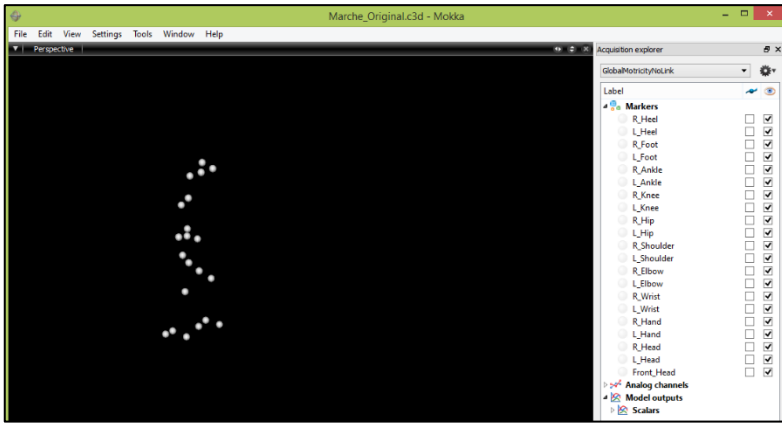 Marche_Original.c3d - Mokka
File Edit View Settings Tools Window Help
Perspective
Acquisition explorer
GlobalMotricityNoLink
Label
Markers
R_Heel
L_Heel
R_Foot
L_Foot
R_Ankle
L_Ankle
R_Knee
L_Knee
R_Hip
L_Hip
R_Shoulder
L_Shoulder
R_Elbow
L_Elbow
R_Wrist
L_Wrist
R_Hand
L_Hand
R_Head
L_Head
Front_Head
Analog channels
Model outputs
Scalars